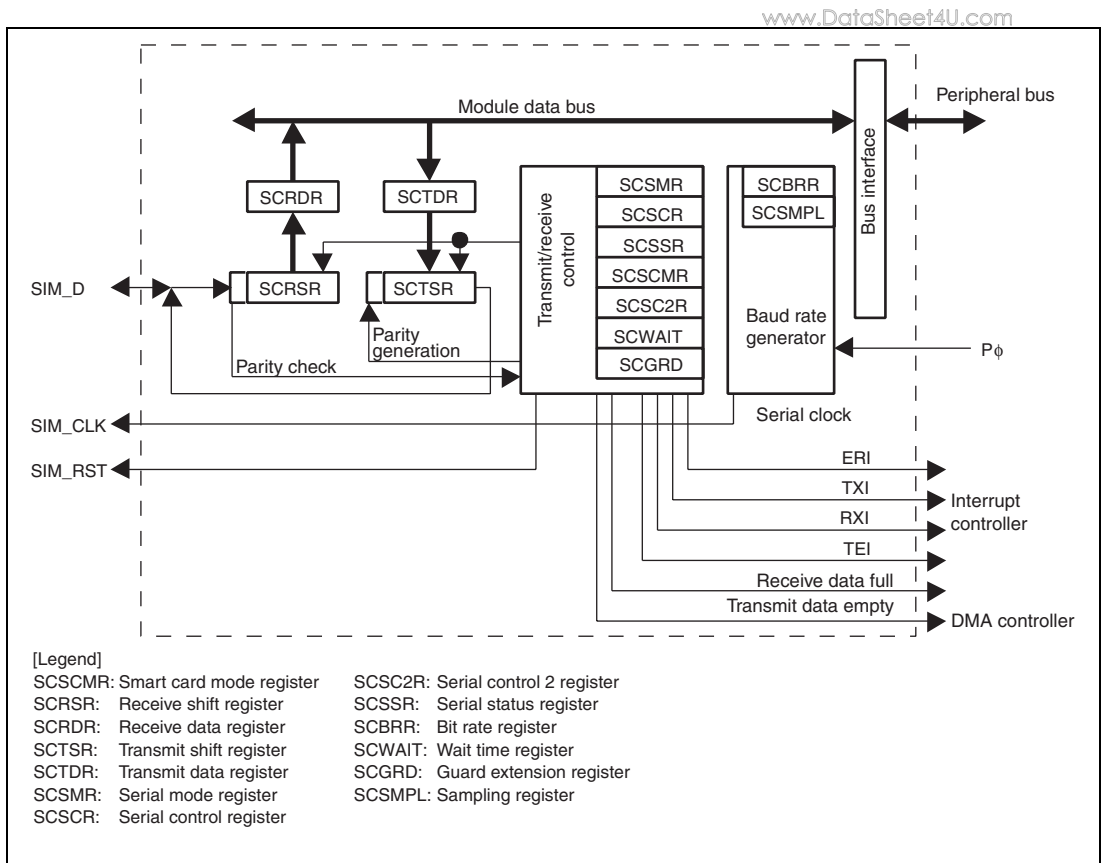 www.DataSheet4U.com
Module data bus
Peripheral bus
Bus interface
SCRDR
SCTDR
SCRSR
SCTSR
Transmit/receive
control
SCSMR
SCSCR
SCSSR
SCSCMR
SCSC2R
SCWAIT
SCGRD
SCBRR
SCSMPL
Baud rate
generator
SIM_D
Parity
generation
Parity check
Pϕ
Serial clock
SIM_CLK
SIM_RST
ERI
TXI
RXI
TEI
Interrupt
controller
Receive data full
Transmit data empty
DMA controller
[Legend]
SCSCMR: Smart card mode register
SCRSR: Receive shift register
SCRDR: Receive data register
SCTSR: Transmit shift register
SCTDR: Transmit data register
SCSMR: Serial mode register
SCSCR: Serial control register
SCSC2R: Serial control 2 register
SCSSR: Serial status register
SCBRR: Bit rate register
SCWAIT: Wait time register
SCGRD: Guard extension register
SCSMPL: Sampling register